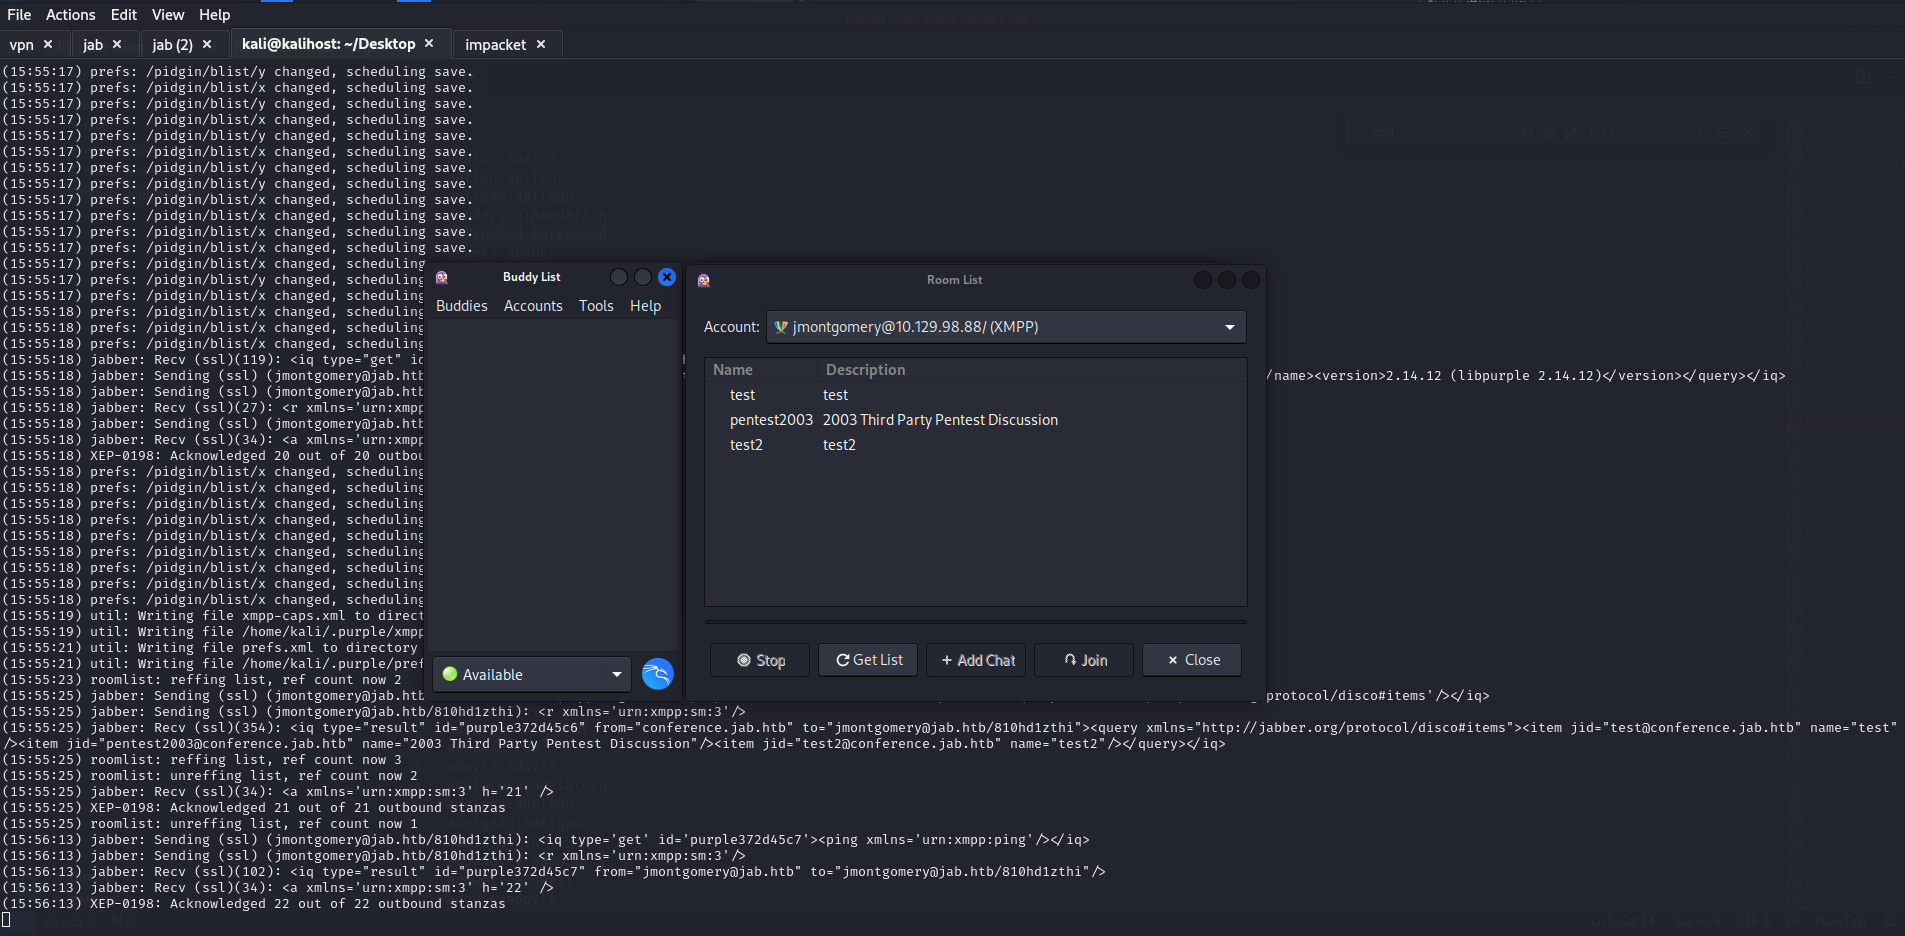 File Actions Edit View Help
vpn × jab × jab (2) × kali@kalihost: ~/Desktop × impacket ×
(15:55:17) prefs: /pidgin/blist/y changed, scheduling save.
(15:55:17) prefs: /pidgin/blist/x changed, scheduling save.
(15:55:17) prefs: /pidgin/blist/y changed, scheduling save.
(15:55:17) prefs: /pidgin/blist/x changed, scheduling save.
(15:55:17) prefs: /pidgin/blist/y changed, scheduling save.
(15:55:17) prefs: /pidgin/blist/x changed, scheduling save.
(15:55:17) prefs: /pidgin/blist/y changed, scheduling save.
(15:55:17) prefs: /pidgin/blist/y changed, scheduling save.
(15:55:17) prefs: /pidgin/blist/x changed, scheduling save.
(15:55:17) prefs: /pidgin/blist/x changed, scheduling save.
(15:55:17) prefs: /pidgin/blist/x changed, scheduling save.
(15:55:17) prefs: /pidgin/blist/x changed, scheduling save.
(15:55:17) prefs: /pidgin/blist/x changed, scheduling
(15:55:17) prefs: /pidgin/blist/y changed, scheduling
(15:55:17) prefs: /pidgin/blist/x changed, scheduling
(15:55:18) prefs: /pidgin/blist/x changed, scheduling
(15:55:18) prefs: /pidgin/blist/x changed, scheduling
(15:55:18) prefs: /pidgin/blist/x changed, scheduling
(15:55:18) jabber: Recv (ssl)(119): <iq type="get" id
(15:55:18) jabber: Sending (ssl) (jmontgomery@jab.htb /name><version>2.14.12 (libpurple 2.14.12)</version></query></iq>
(15:55:18) jabber: Sending (ssl) (jmontgomery@jab.htb
(15:55:18) jabber: Recv (ssl)(27): <r xmlns='urn:xmpp
(15:55:18) jabber: Sending (ssl) (jmontgomery@jab.htb
(15:55:18) jabber: Recv (ssl)(34): <a xmlns='urn:xmpp
(15:55:18) XEP-0198: Acknowledged 20 out of 20 outbou
(15:55:18) prefs: /pidgin/blist/x changed, scheduling
(15:55:18) prefs: /pidgin/blist/x changed, scheduling
(15:55:18) prefs: /pidgin/blist/x changed, scheduling
(15:55:18) prefs: /pidgin/blist/x changed, scheduling
(15:55:18) prefs: /pidgin/blist/x changed, scheduling
(15:55:18) prefs: /pidgin/blist/x changed, scheduling
(15:55:18) prefs: /pidgin/blist/x changed, scheduling
(15:55:18) prefs: /pidgin/blist/x changed, scheduling
(15:55:18) prefs: /pidgin/blist/x changed, scheduling
(15:55:19) util: Writing file xmpp-caps.xml to direct
(15:55:19) util: Writing file /home/kali/.purple/xmpp
(15:55:21) util: Writing file prefs.xml to directory
(15:55:21) util: Writing file /home/kali/.purple/pref
(15:55:23) roomlist: reffing list, ref count now 2
(15:55:25) jabber: Sending (ssl) (jmontgomery@jab.htb protocol/disco#items'/></iq>
(15:55:25) jabber: Sending (ssl) (jmontgomery@jab.htb/810hd1zthi): <r xmlns='urn:xmpp:sm:3'/>
(15:55:25) jabber: Recv (ssl)(354): <iq type="result" id="purple372d45c6" from="conference.jab.htb" to="jmontgomery@jab.htb/810hd1zthi"><query xmlns="http://jabber.org/protocol/disco#items"><item jid="test@conference.jab.htb" name="test"
/><item jid="pentest2003@conference.jab.htb" name="2003 Third Party Pentest Discussion"/><item jid="test2@conference.jab.htb" name="test2"/></query></iq>
(15:55:25) roomlist: reffing list, ref count now 3
(15:55:25) roomlist: unreffing list, ref count now 2
(15:55:25) jabber: Recv (ssl)(34): <a xmlns='urn:xmpp:sm:3' h='21' />
(15:55:25) XEP-0198: Acknowledged 21 out of 21 outbound stanzas
(15:55:25) roomlist: unreffing list, ref count now 1
(15:56:13) jabber: Sending (ssl) (jmontgomery@jab.htb/810hd1zthi): <iq type='get' id='purple372d45c7'><ping xmlns='urn:xmpp:ping'/></iq>
(15:56:13) jabber: Sending (ssl) (jmontgomery@jab.htb/810hd1zthi): <r xmlns='urn:xmpp:sm:3'/>
(15:56:13) jabber: Recv (ssl)(102): <iq type="result" id="purple372d45c7" from="jmontgomery@jab.htb" to="jmontgomery@jab.htb/810hd1zthi"/>
(15:56:13) jabber: Recv (ssl)(34): <a xmlns='urn:xmpp:sm:3' h='22' />
(15:56:13) XEP-0198: Acknowledged 22 out of 22 outbound stanzas
Buddy List
Buddies Accounts Tools Help
Available
Room List
Account: jmontgomery@10.129.98.88/ (XMPP)
Name Description
test test
pentest2003 2003 Third Party Pentest Discussion
test2 test2
Stop Get List + Add Chat Join × Close